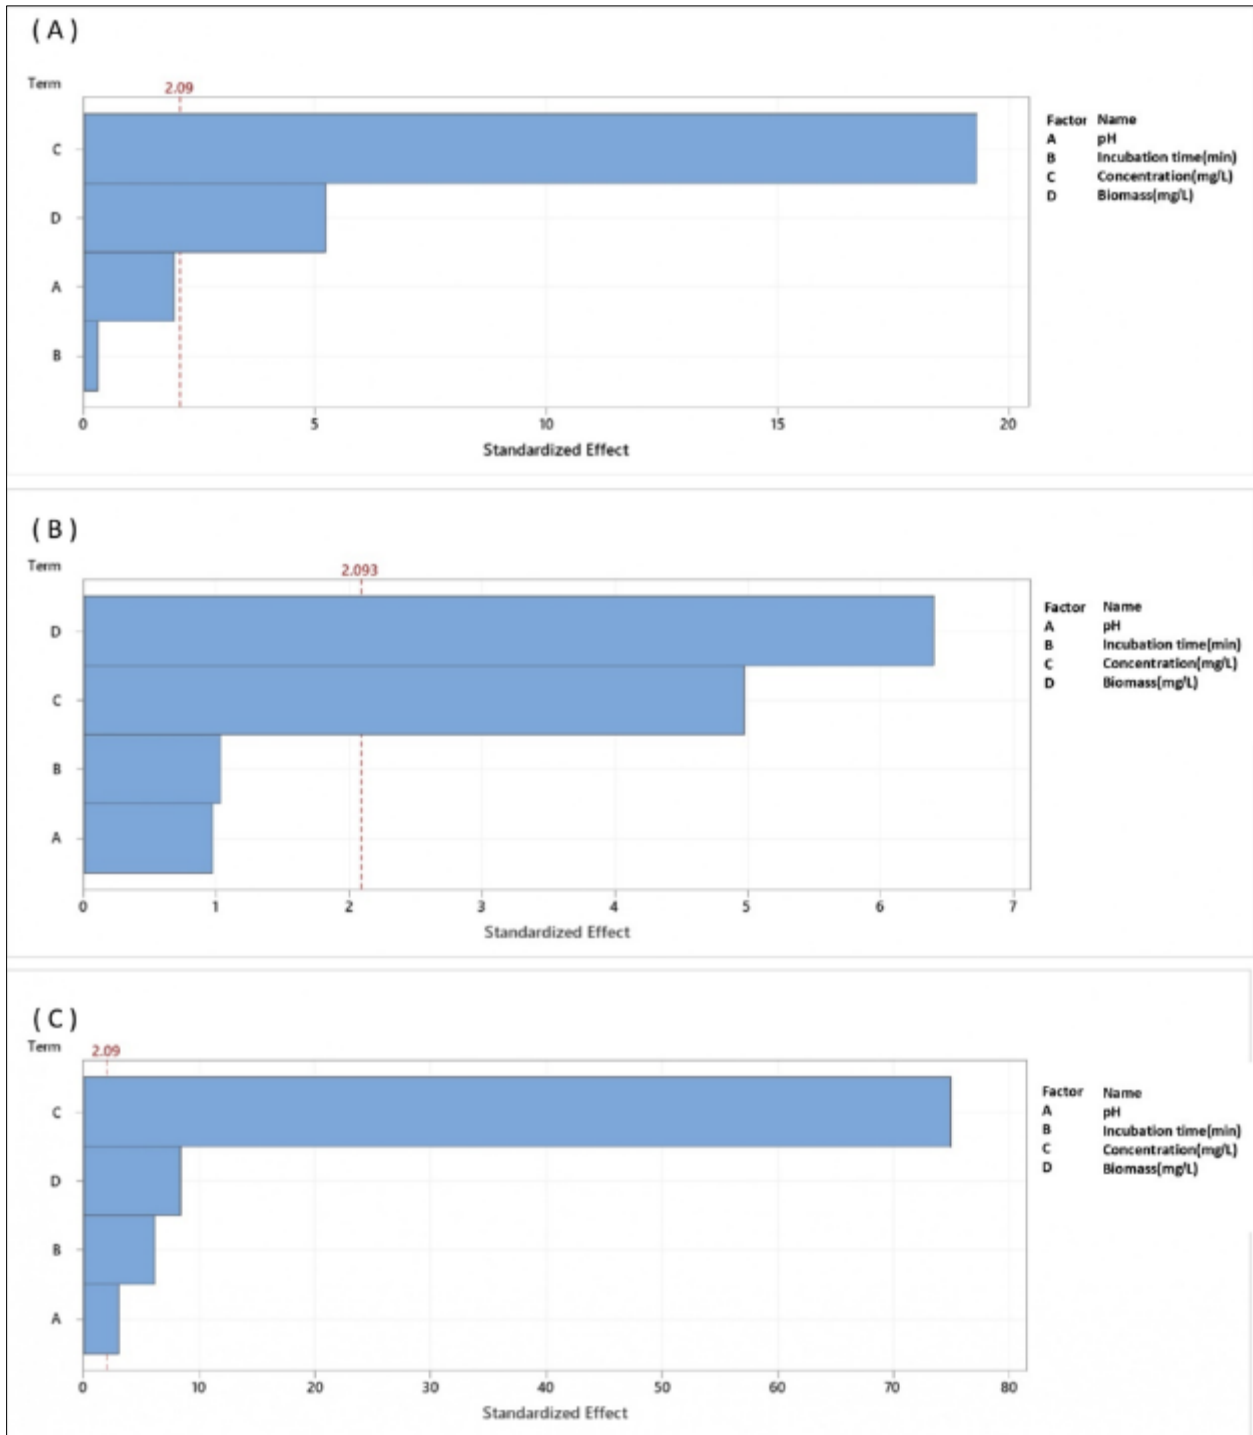 ( A )
Term
2.09
C
D
A
B
0 5 10 15 20
Standardized Effect
Factor Name
A pH
B Incubation time(min)
C Concentration(mg/L)
D Biomass(mg/L)
( B )
Term
2.093
D
C
B
A
0 1 2 3 4 5 6 7
Standardized Effect
Factor Name
A pH
B Incubation time(min)
C Concentration(mg/L)
D Biomass(mg/L)
( C )
Term
2.09
C
D
B
A
0 10 20 30 40 50 60 70 80
Standardized Effect
Factor Name
A pH
B Incubation time(min)
C Concentration(mg/L)
D Biomass(mg/L)